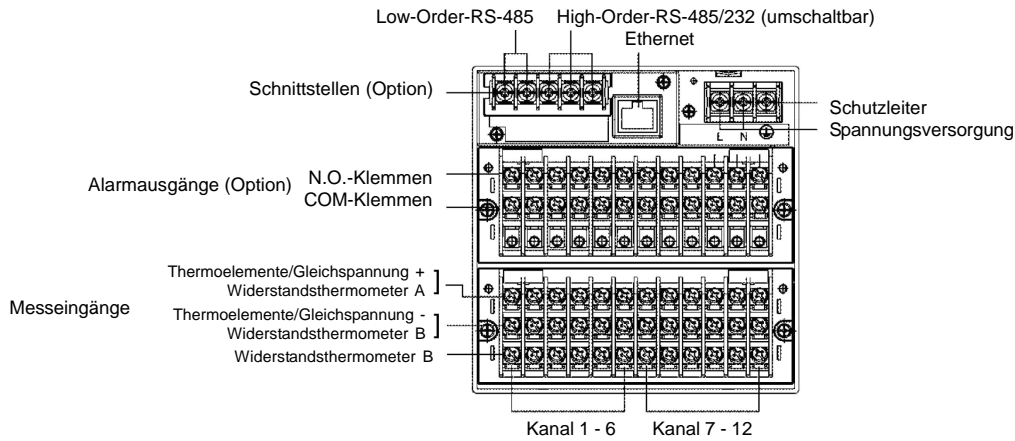 Low-Order-RS-485
High-Order-RS-485/232 (umschaltbar)
Ethernet
Schnittstellen (Option)
Schutzleiter
Spannungsversorgung
L N
Alarmausgänge (Option)
N.O.-Klemmen
COM-Klemmen
Messeingänge
Thermoelemente/Gleichspannung +
Widerstandsthermometer A
Thermoelemente/Gleichspannung -
Widerstandsthermometer B
Widerstandsthermometer B
Kanal 1 - 6
Kanal 7 - 12